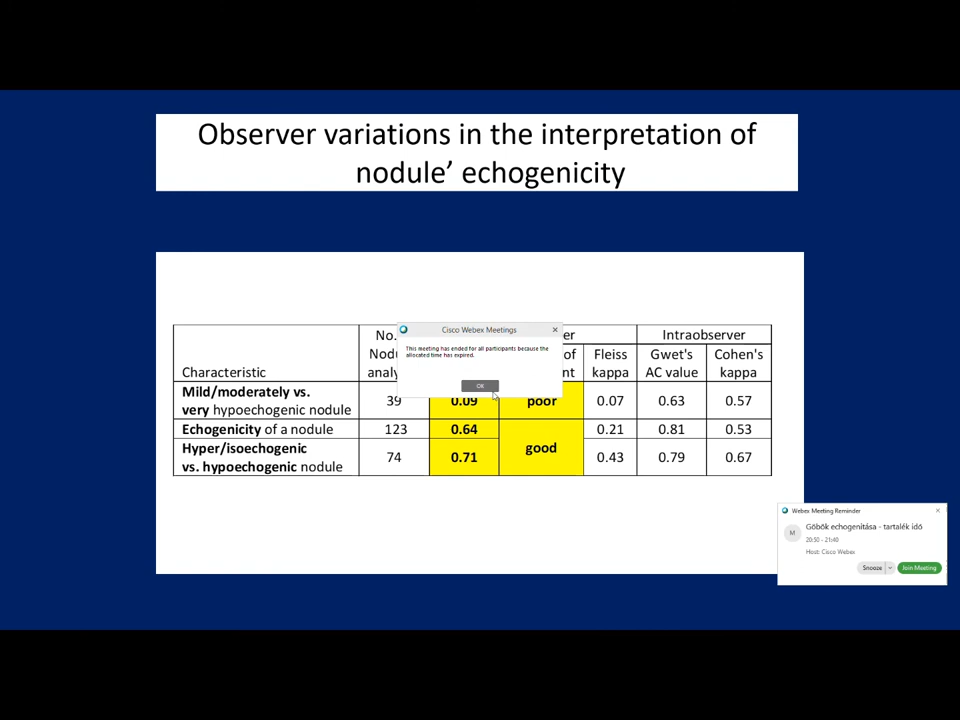 Observer variations in the interpretation of
nodule’ echogenicity
No.
er
Intraobserver
Nodu
of
Fleiss
Gwet's
Cohen's
Characteristic
analy
nt
kappa
AC value
kappa
Mild/moderately vs.
very hypoechogenic nodule
39
0.09
poor
0.07
0.63
0.57
Echogenicity of a nodule
123
0.64
good
0.21
0.81
0.53
Hyper/isoechogenic
vs. hypoechogenic nodule
74
0.71
0.43
0.79
0.67
Cisco Webex Meetings
This meeting has ended for all participants because the
allocated time has expired.
OK
Webex Meeting Reminder
M
Göbök echogenitása - tartalék idő
20:50 - 21:40
Host: Cisco Webex
Snooze
Join Meeting